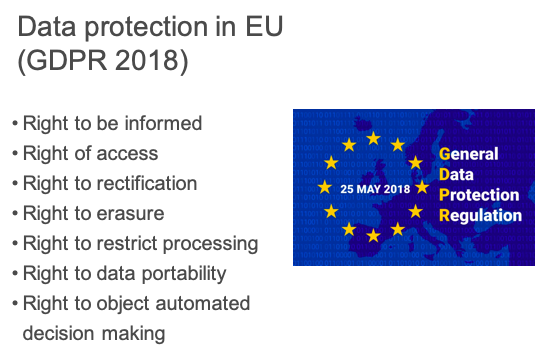 Data protection in EU
(GDPR 2018)
• Right to be informed
• Right of access
• Right to rectification
• Right to erasure
• Right to restrict processing
• Right to data portability
• Right to object automated
decision making
25 MAY 2018
General
Data
Protection
Regulation